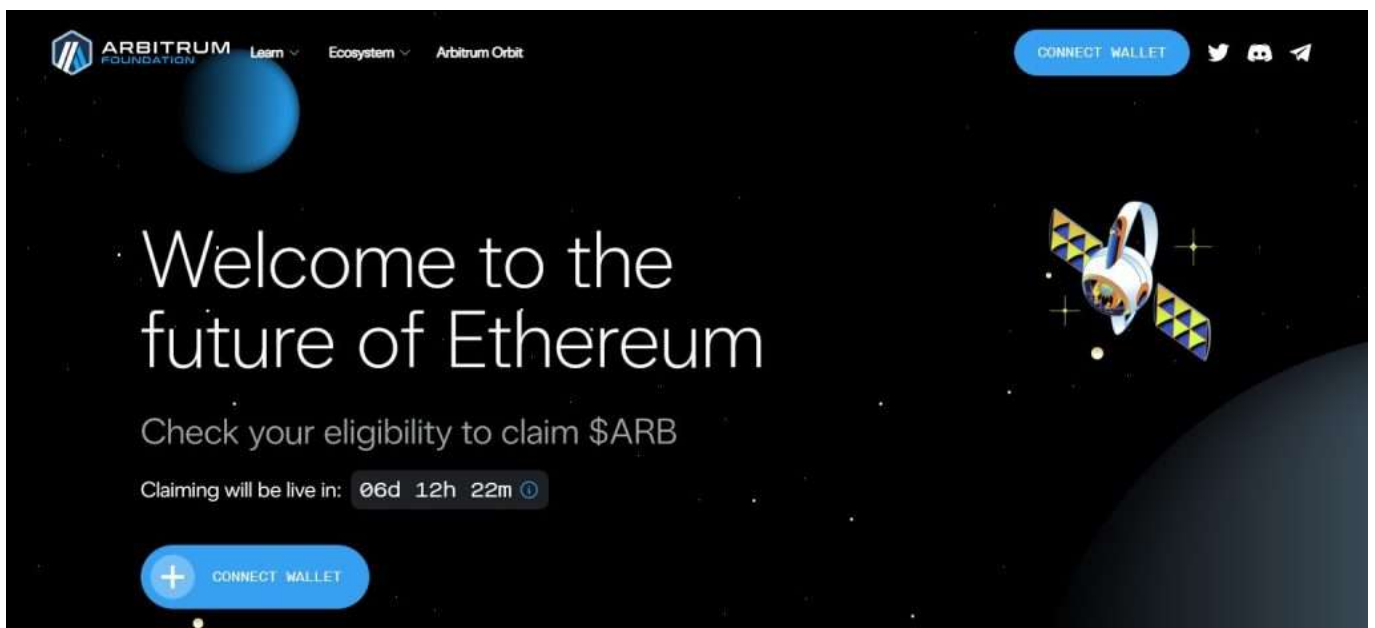 ARBITRUM
FOUNDATION
Learn
Ecosystem
Arbitrum Orbit
CONNECT WALLET
Welcome to the
future of Ethereum
Check your eligibility to claim $ARB
Claiming will be live in: 06d 12h 22m
CONNECT WALLET